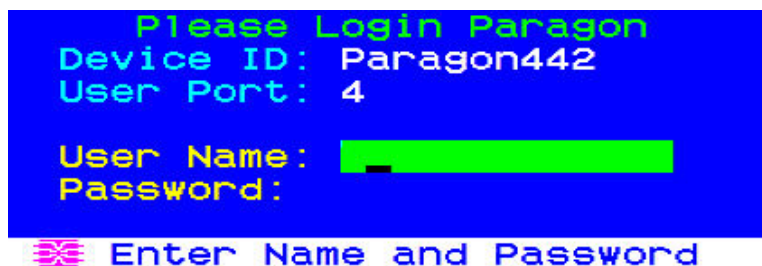 Please Login Paragon
Device ID: Paragon442
User Port: 4
User Name:
Password:
Enter Name and Password